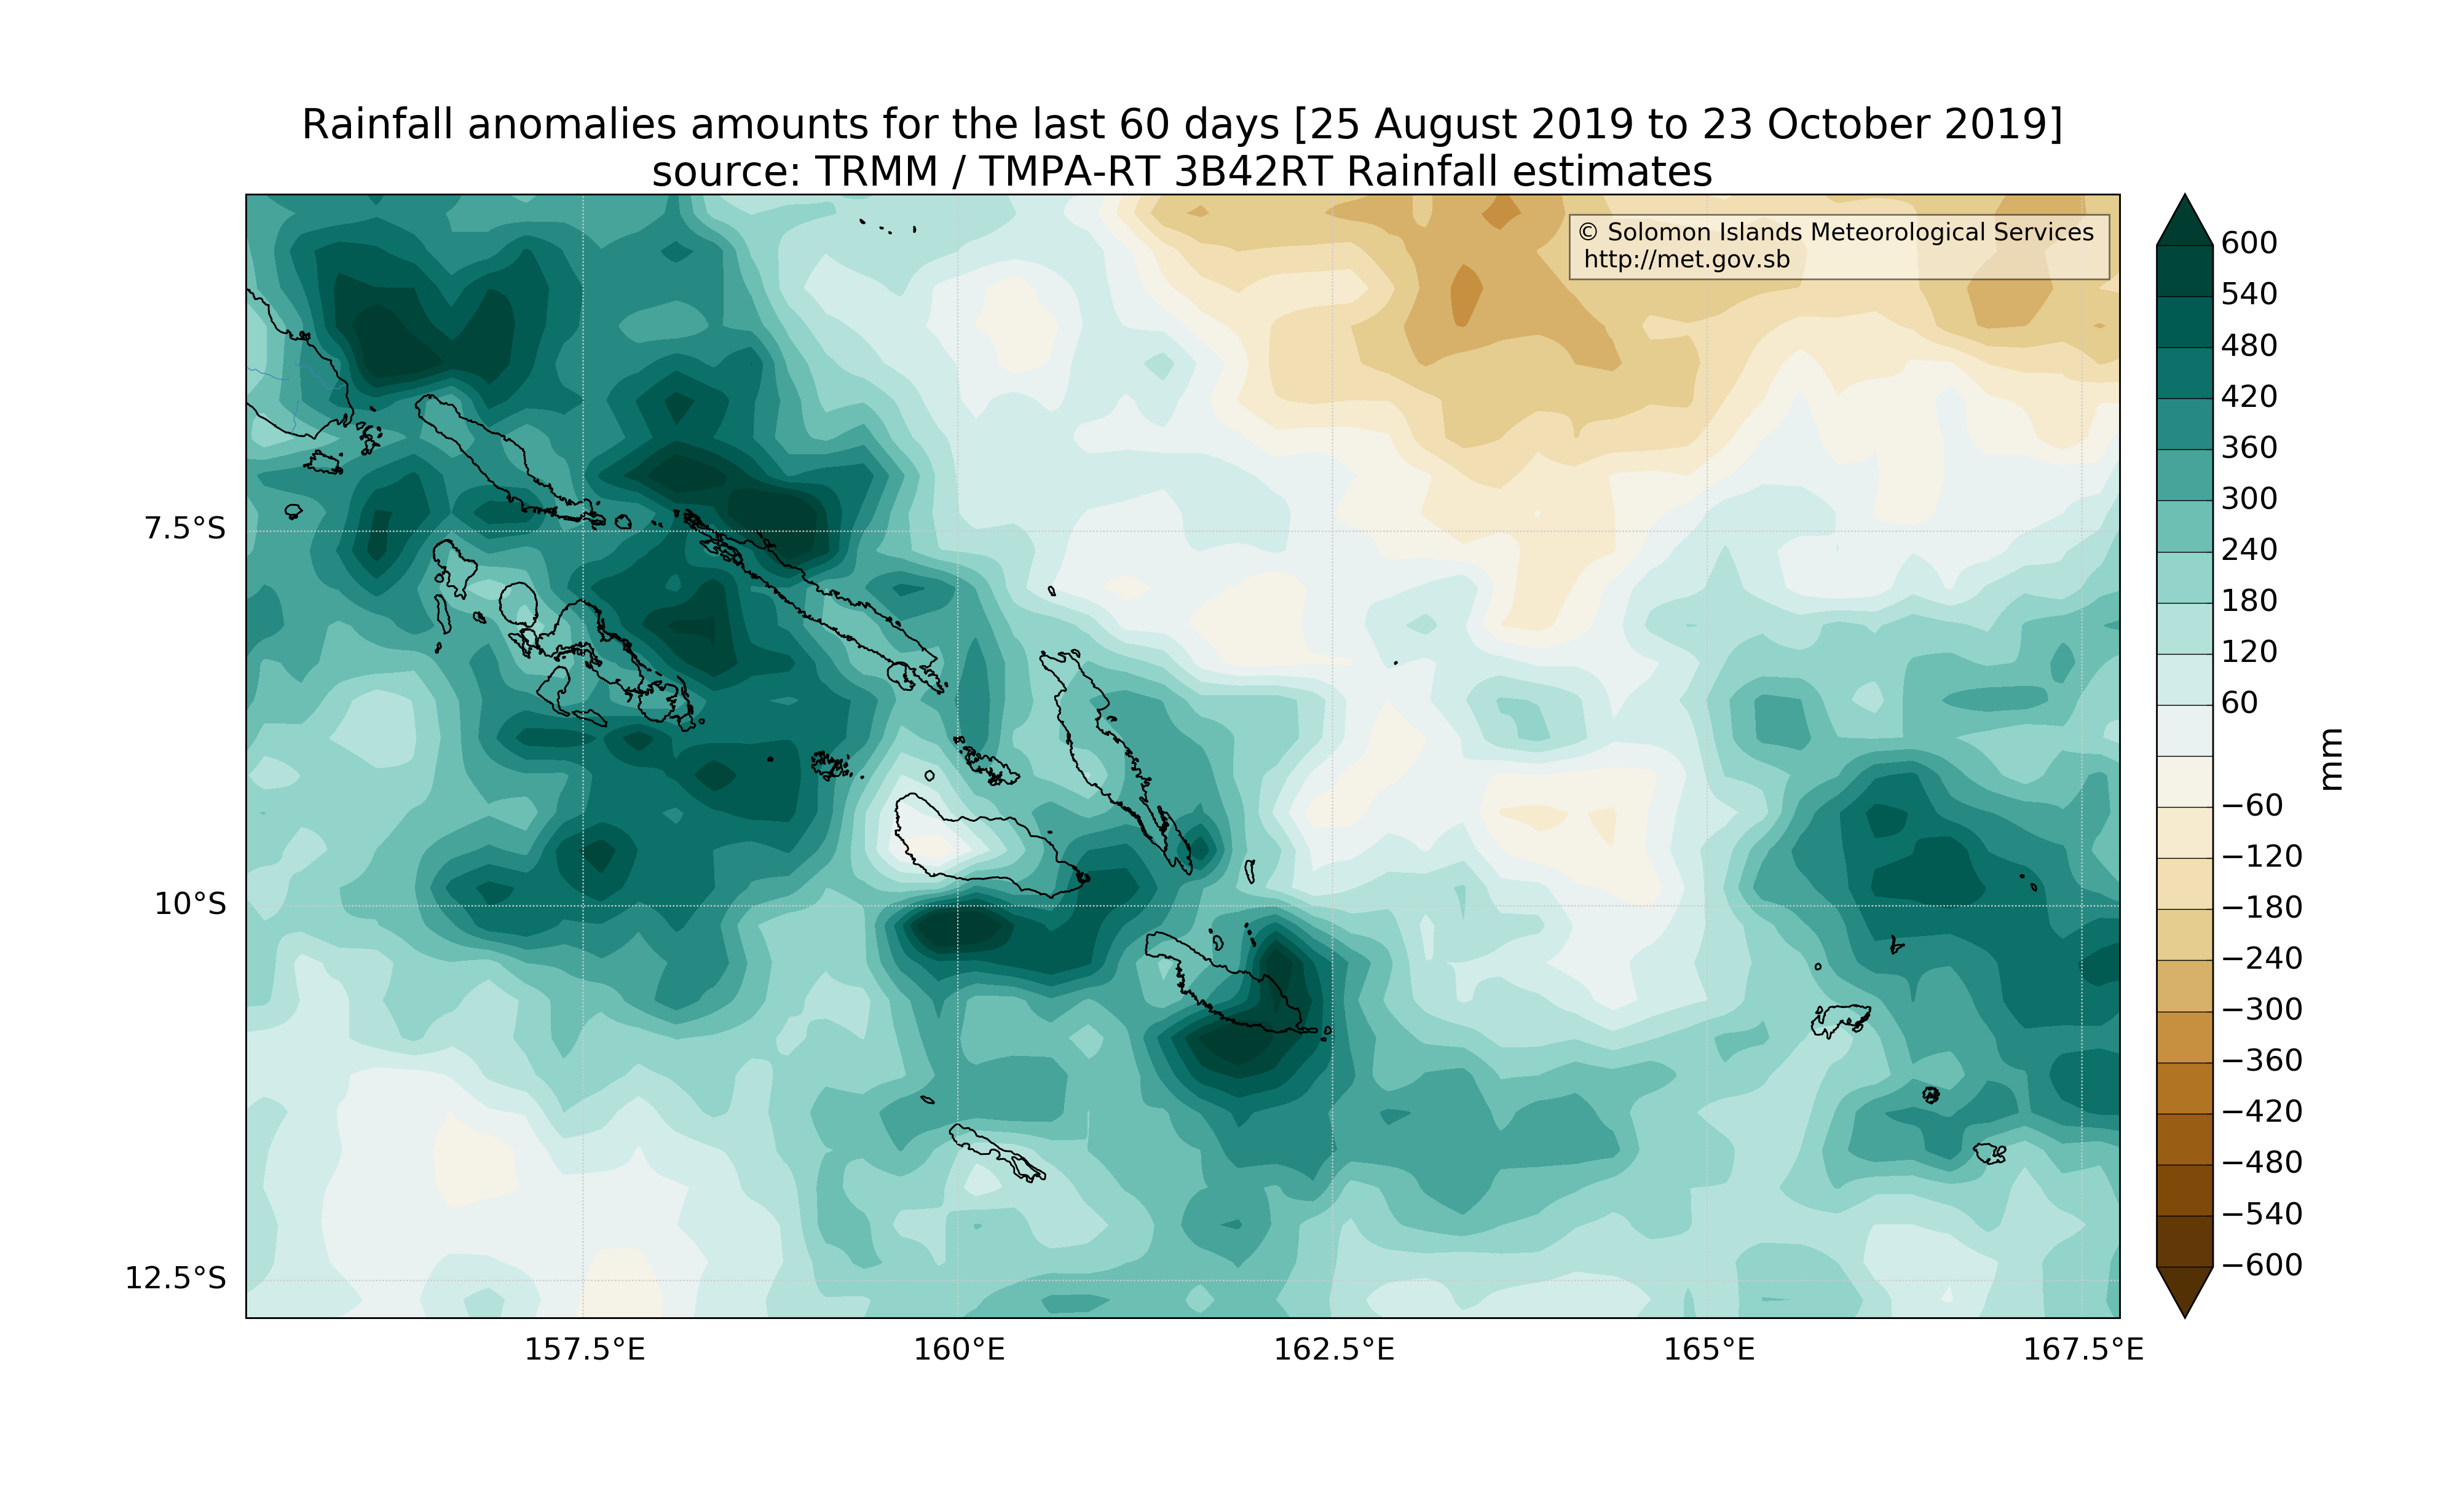 Rainfall anomalies amounts for the last 60 days [25 August 2019 to 23 October 2019]
source: TRMM / TMPA-RT 3B42RT Rainfall estimates
© Solomon Islands Meteorological Services
http://met.gov.sb
7.5°S
10°S
12.5°S
157.5°E
160°E
162.5°E
165°E
167.5°E
600
540
480
420
360
300
240
180
120
60
−60
−120
−180
−240
−300
−360
−420
−480
−540
−600
mm